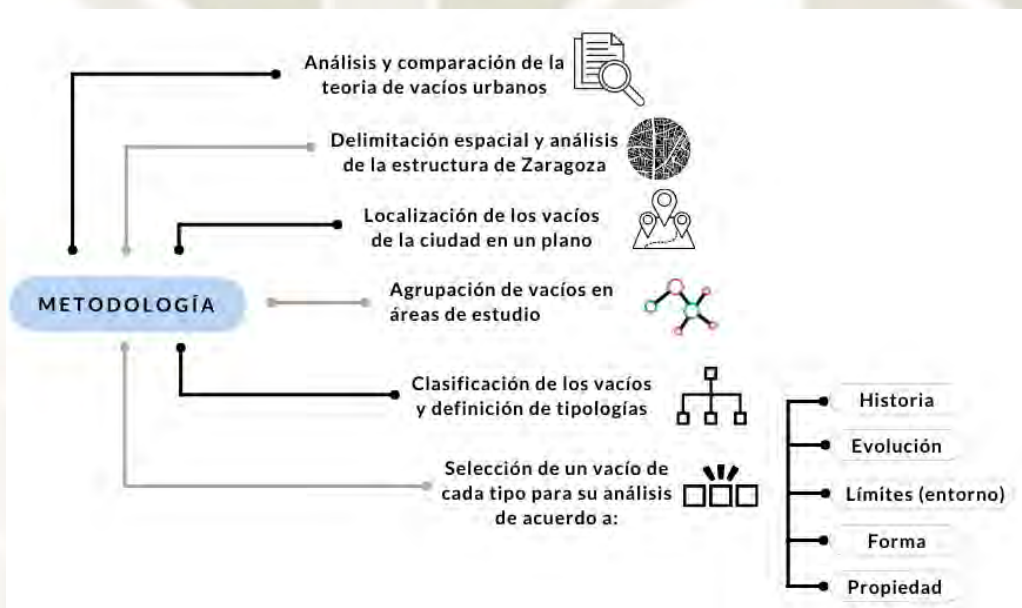 Análisis y comparación de la
teoria de vacíos urbanos
Delimitación espacial y análisis
de la estructura de Zaragoza
Localización de los vacíos
de la ciudad en un plano
METODOLOGÍA
Agrupación de vacíos en
áreas de estudio
Clasificación de los vacíos
y definición de tipologías
Selección de un vacío de
cada tipo para su análisis
de acuerdo a:
Historia
Evolución
Límites (entorno)
Forma
Propiedad